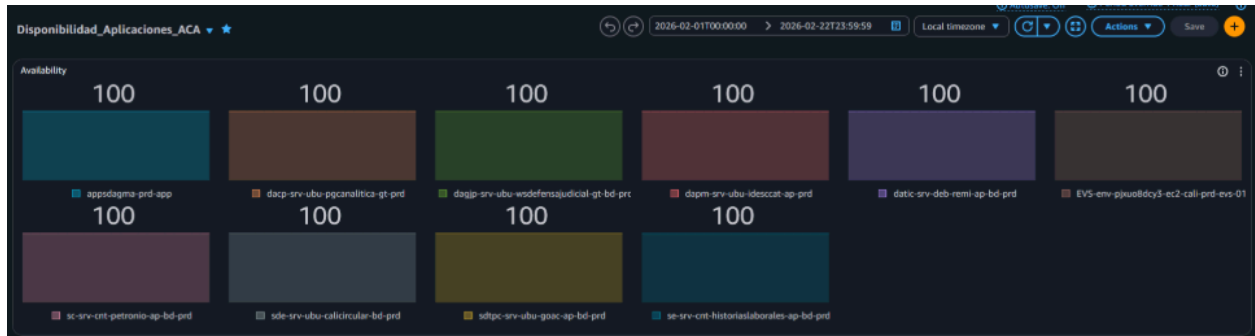 Autosave: Off
Disponibilidad_Aplicaciones_ACA
2026-02-01T00:00:00 > 2026-02-22T23:59:59
Local timezone
Actions
Save
Availability
100 100 100 100 100 100
appsdagma-prd-app
dacp-srv-ubu-pgcanalitica-gt-prd
dagjp-srv-ubu-wsdefensajudicial-gt-bd-prd
dapm-srv-ubu-idesccat-ap-prd
datic-srv-deb-remi-ap-bd-prd
EVS-env-pjxuo8dcy3-ec2-cali-prd-evs-01
100 100 100 100
sc-srv-cnt-petronio-ap-bd-prd
sde-srv-ubu-calicircular-bd-prd
sdtpc-srv-ubu-goac-ap-bd-prd
se-srv-cnt-historiaslaborales-ap-bd-prd